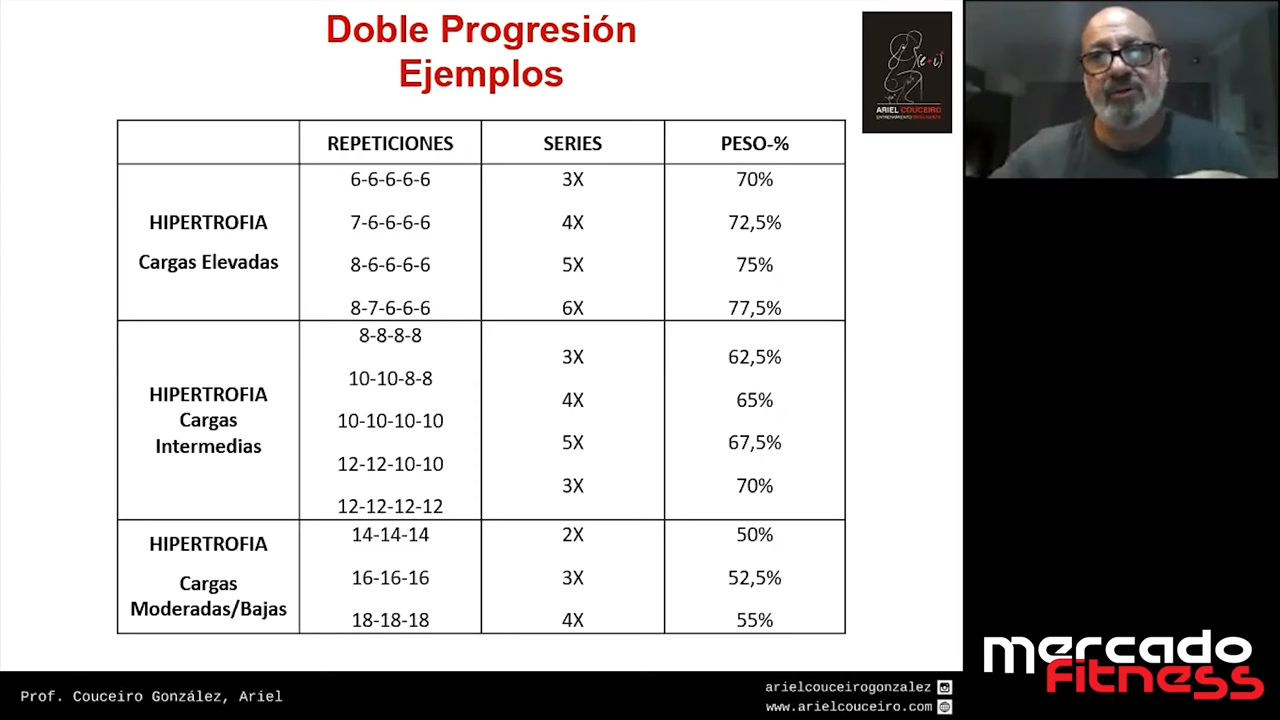 Doble Progresión
Ejemplos
ARIEL COUCEIRO
REPETICIONES SERIES PESO-%
HIPERTROFIA
Cargas Elevadas
6-6-6-6-6 3X 70%
7-6-6-6-6 4X 72,5%
8-6-6-6-6 5X 75%
8-7-6-6-6 6X 77,5%
HIPERTROFIA
Cargas
Intermedias
8-8-8-8
10-10-8-8
10-10-10-10
12-12-10-10
12-12-12-12
3X 62,5%
4X 65%
5X 67,5%
3X 70%
HIPERTROFIA
Cargas
Moderadas/Bajas
14-14-14 2X 50%
16-16-16 3X 52,5%
18-18-18 4X 55%
Prof. Couceiro González, Ariel
arielcouceirogonzalez
www.arielcouceiro.com
mercado
fitness